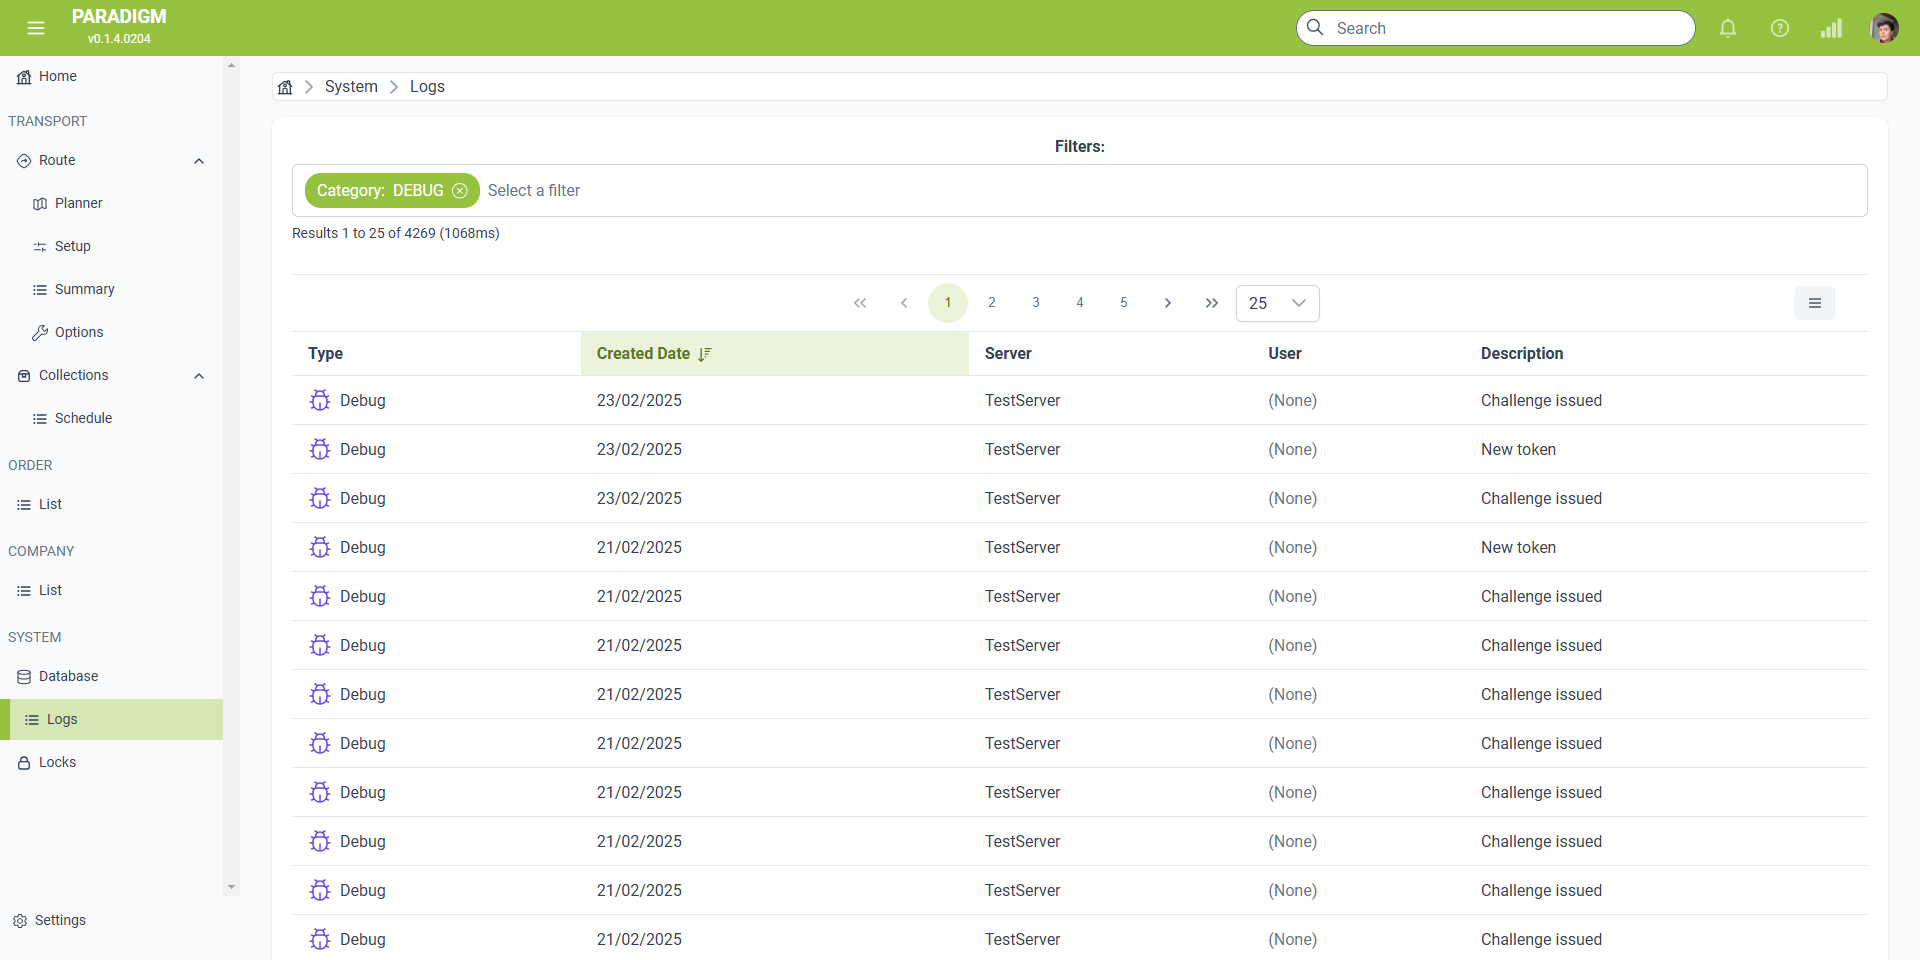 PARADIGM
v0.1.4.0204
Search
Home
TRANSPORT
Route
Planner
Setup
Summary
Options
Collections
Schedule
ORDER
List
COMPANY
List
SYSTEM
Database
Logs
Locks
Settings
System Logs
Filters:
Category: DEBUG Select a filter
Results 1 to 25 of 4269 (1068ms)
1 2 3 4 5 25
Type Created Date Server User Description
Debug 23/02/2025 TestServer (None) Challenge issued
Debug 23/02/2025 TestServer (None) New token
Debug 23/02/2025 TestServer (None) Challenge issued
Debug 21/02/2025 TestServer (None) New token
Debug 21/02/2025 TestServer (None) Challenge issued
Debug 21/02/2025 TestServer (None) Challenge issued
Debug 21/02/2025 TestServer (None) Challenge issued
Debug 21/02/2025 TestServer (None) Challenge issued
Debug 21/02/2025 TestServer (None) Challenge issued
Debug 21/02/2025 TestServer (None) Challenge issued
Debug 21/02/2025 TestServer (None) Challenge issued
Debug 21/02/2025 TestServer (None) Challenge issued